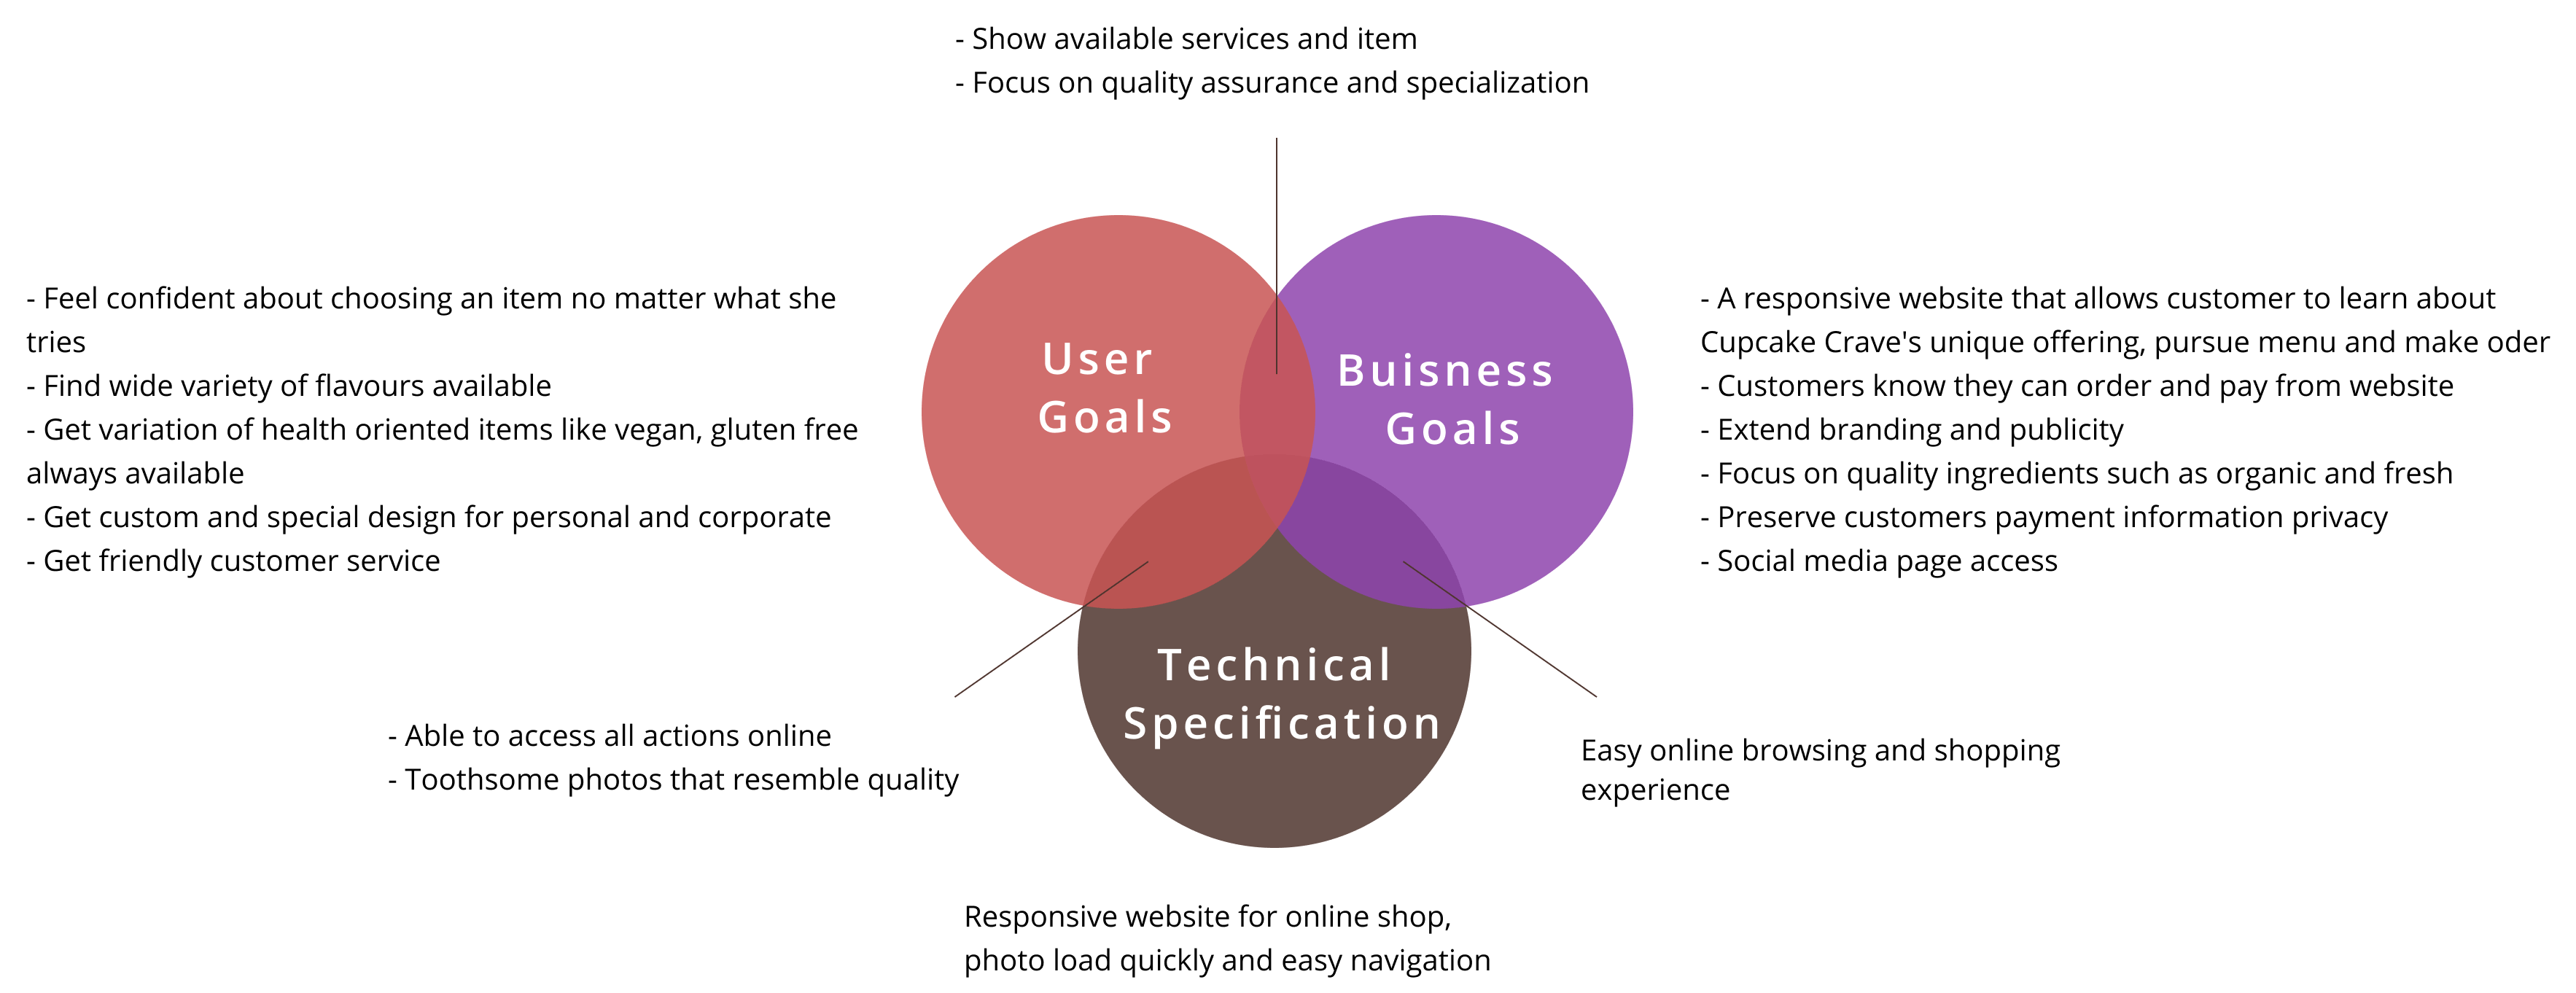 - Show available services and item
- Focus on quality assurance and specialization
- Feel confident about choosing an item no matter what she
tries
- Find wide variety of flavours available
- Get variation of health oriented items like vegan, gluten free
always available
- Get custom and special design for personal and corporate
- Get friendly customer service
User
Goals
Buisness
Goals
- A responsive website that allows customer to learn about
Cupcake Crave's unique offering, pursue menu and make oder
- Customers know they can order and pay from website
- Extend branding and publicity
- Focus on quality ingredients such as organic and fresh
- Preserve customers payment information privacy
- Social media page access
Technical
Specification
- Able to access all actions online
- Toothsome photos that resemble quality
Easy online browsing and shopping
experience
Responsive website for online shop,
photo load quickly and easy navigation